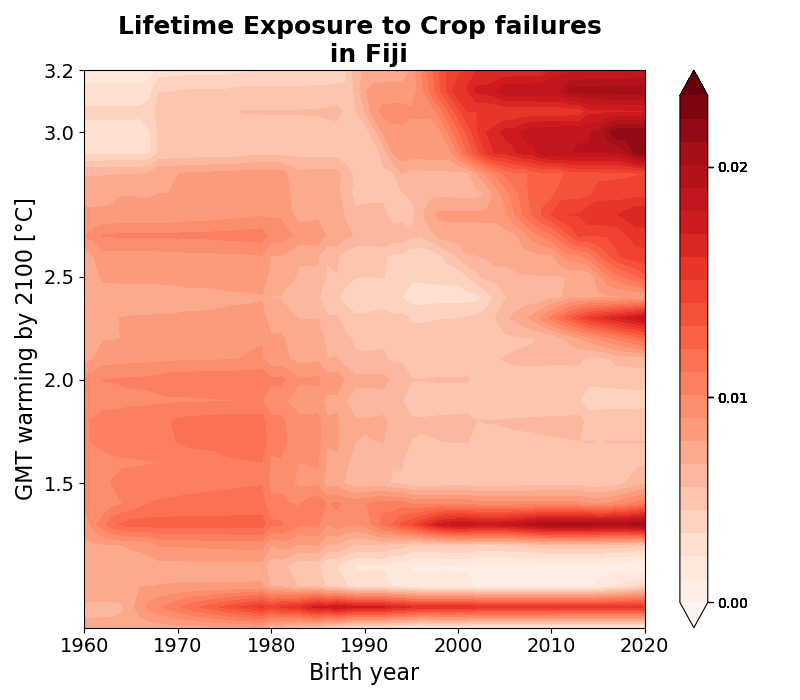 Lifetime Exposure to Crop failures
in Fiji
GMT warming by 2100 [°C]
3.2
3.0
2.5
2.0
1.5
1960 1970 1980 1990 2000 2010 2020
Birth year
0.02
0.01
0.00